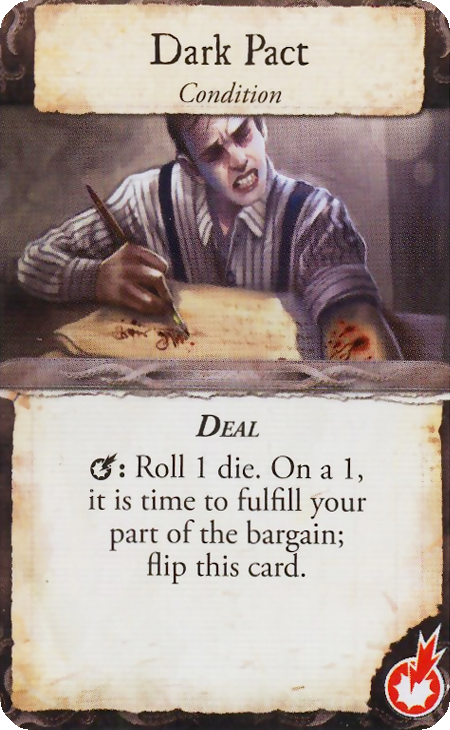 Dark Pact
Condition
DEAL
: Roll 1 die. On a 1,
it is time to fulfill your
part of the bargain;
flip this card.